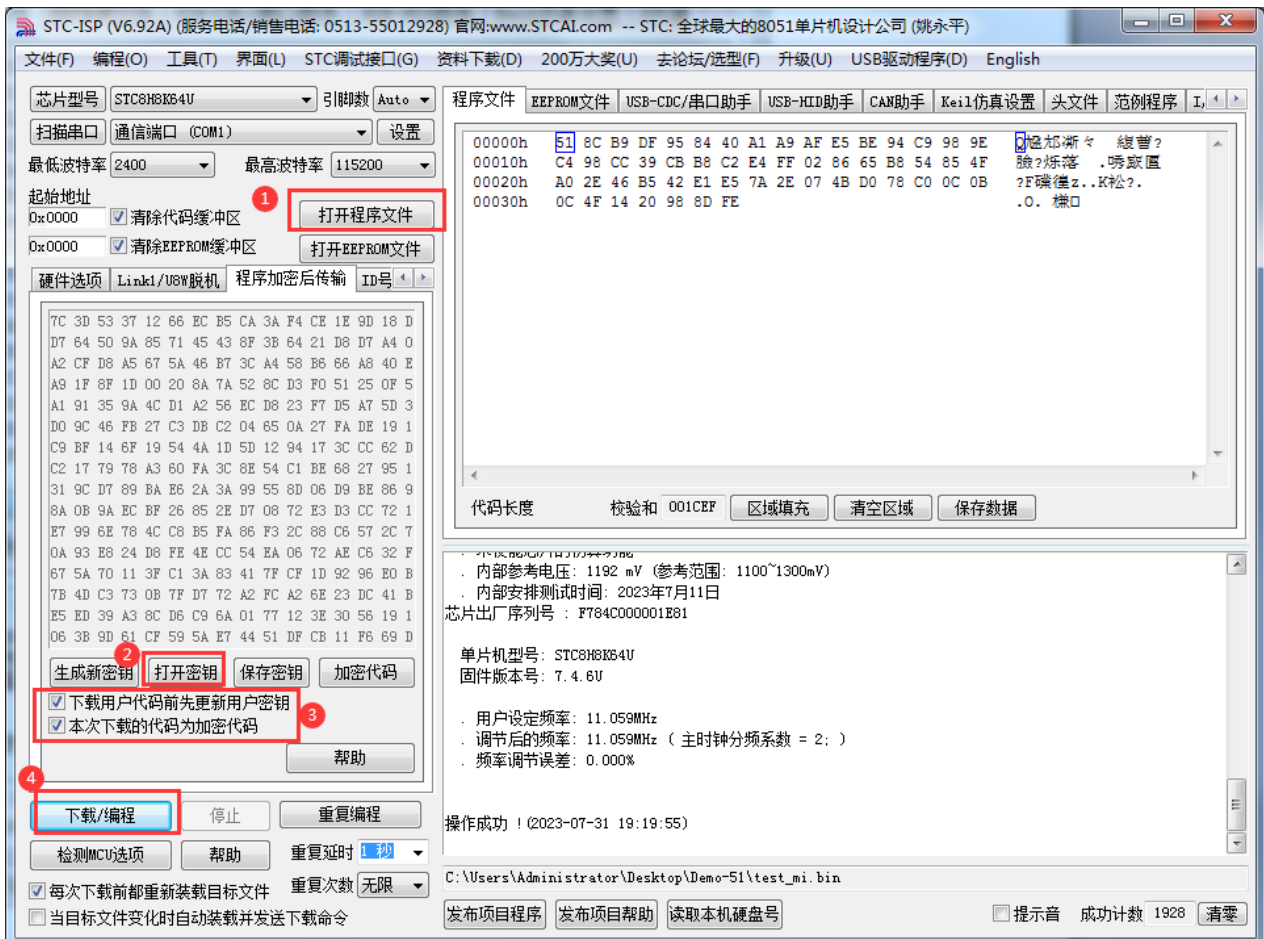 STC-ISP (V6.92A) (服务电话/销售电话: 0513-55012928) 官网:www.STCAI.com -- STC: 全球最大的8051单片机设计公司 (姚永平)
文件(F) 编程(O) 工具(T) 界面(L) STC调试接口(G) 资料下载(D) 200万大奖(U) 去论坛/选型(F) 升级(U) USB驱动程序(D) English
芯片型号 STC8H8K64U 引脚数 Auto
扫描串口 通信端口 (COM1) 设置
最低波特率 2400 最高波特率 115200
起始地址
1
0x0000 清除代码缓冲区 打开程序文件
0x0000 清除EEPROM缓冲区 打开EEPROM文件
硬件选项 Link1/U8W脱机 程序加密后传输 ID号
7C 3D 53 37 12 66 EC B5 CA 3A F4 CE 1E 9D 18 D
D7 64 50 9A 85 71 45 43 8F 3B 64 21 D8 D7 A4 0
A2 CF D8 A5 67 5A 46 B7 3C A4 58 B6 66 A8 40 E
A9 1F 8F 1D 00 20 8A 7A 52 8C D3 F0 51 25 0F 5
A1 91 35 9A 4C D1 A2 56 EC D8 23 F7 D5 A7 5D 3
D0 9C 46 FB 27 C3 DB C2 04 65 0A 27 FA DE 19 1
C9 BF 14 6F 19 54 4A 1D 5D 12 94 17 3C CC 62 D
C2 17 79 78 A3 60 FA 3C 8E 54 C1 BE 68 27 95 1
31 9C D7 89 BA E6 2A 3A 99 55 8D 06 D9 BE 86 9
8A 0B 9A EC BF 26 85 2E D7 08 72 E3 D3 CC 72 1
E7 99 6E 78 4C C8 B5 FA 86 F3 2C 88 C6 57 2C 7
0A 93 E8 24 D8 FE 4E CC 54 EA 06 72 AE C6 32 F
67 5A 70 11 3F C1 3A 83 41 7F CF 1D 92 96 E0 B
7B 4D C3 73 0B 7F D7 72 A2 FC A2 6E 23 DC 41 B
E5 ED 39 A3 8C D6 C9 6A 01 77 12 3E 30 56 19 1
06 3B 9D 61 CF 59 5A E7 44 51 DF CB 11 F6 69 D
2
生成新密钥 打开密钥 保存密钥 加密代码
下载用户代码前先更新用户密钥
本次下载的代码为加密代码
3
帮助
4
下载/编程 停止 重复编程
检测MCU选项 帮助 重复延时 1 秒
每次下载前都重新装载目标文件 重复次数 无限
当目标文件变化时自动装载并发送下载命令
程序文件 EEPROM文件 USB-CDC/串口助手 USB-HID助手 CAN助手 Keil仿真设置 头文件 范例程序 I,
00000h 51 8C B9 DF 95 84 40 A1 A9 AF E5 BE 94 C9 98 9E
00010h C4 98 CC 39 CB B8 C2 E4 FF 02 86 65 B8 54 85 4F
00020h A0 2E 46 B5 42 E1 E5 7A 2E 07 4B D0 78 C0 0C 0B
00030h 0C 4F 14 20 98 8D FE
代码长度 校验和 001CEF 区域填充 清空区域 保存数据
. 内部参考电压: 1192 mV (参考范围: 1100~1300mV)
. 内部安排测试时间: 2023年7月11日
芯片出厂序列号 : F784C000001E81
单片机型号: STC8H8K64U
固件版本号: 7.4.6U
. 用户设定频率: 11.059MHz
. 调节后的频率: 11.059MHz ( 主时钟分频系数 = 2; )
. 频率调节误差: 0.000%
操作成功 !(2023-07-31 19:19:55)
C:\Users\Administrator\Desktop\Demo-51\test_mi.bin
发布项目程序 发布项目帮助 读取本机硬盘号 提示音 成功计数 1928 清零